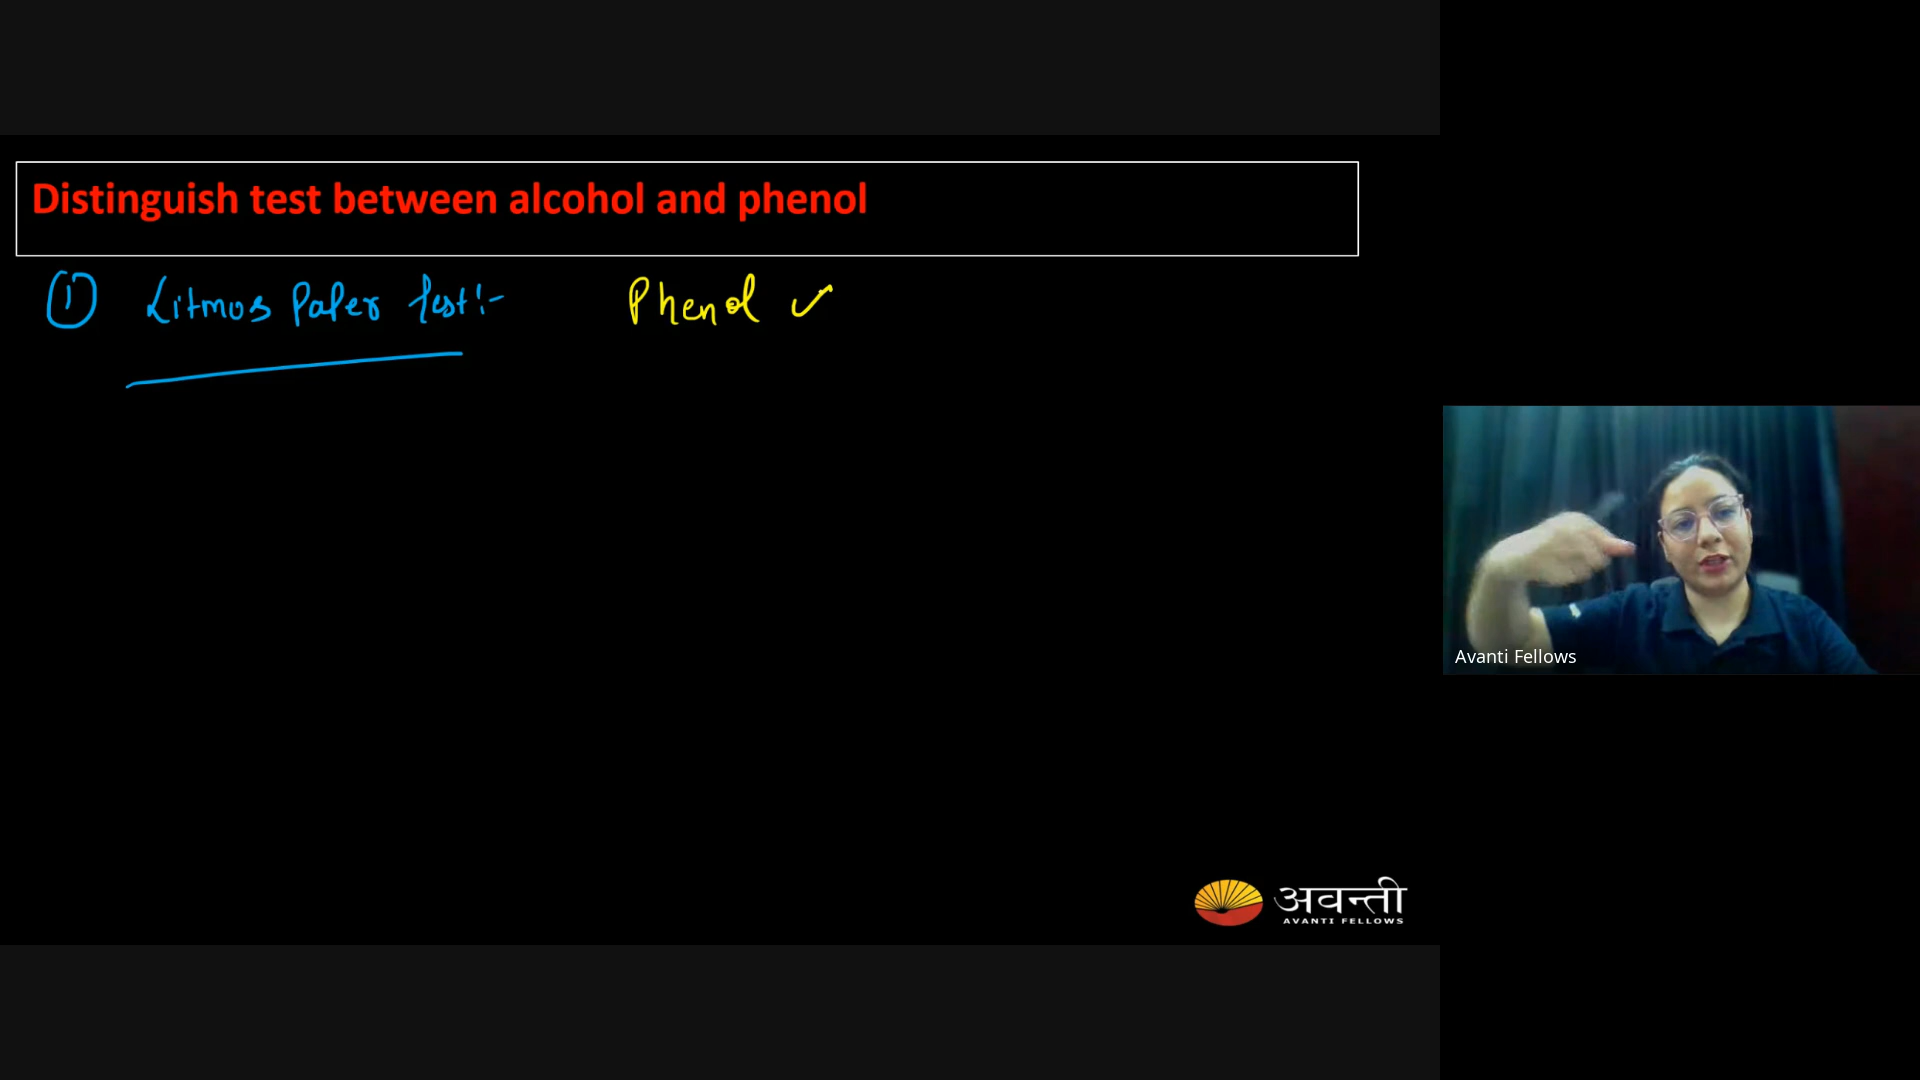 Distinguish test between alcohol and phenol
① Litmus Paper test:- Phenol ✓
Avanti Fellows
अवन्ती
AVANTI FELLOWS